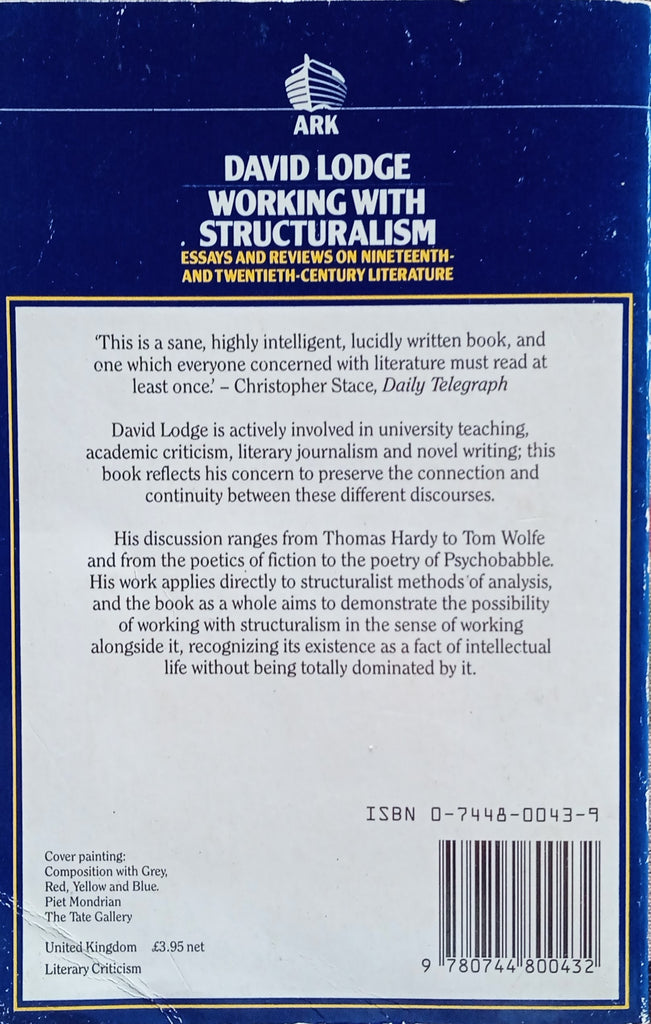 ARK
DAVID LODGE
WORKING WITH
STRUCTURALISM
ESSAYS AND REVIEWS ON NINETEENTH-
AND TWENTIETH-CENTURY LITERATURE
‘This is a sane, highly intelligent, lucidly written book, and
one which everyone concerned with literature must read at
least once.’ – Christopher Stace, Daily Telegraph
David Lodge is actively involved in university teaching,
academic criticism, literary journalism and novel writing; this
book reflects his concern to preserve the connection and
continuity between these different discourses.
His discussion ranges from Thomas Hardy to Tom Wolfe
and from the poetics of fiction to the poetry of Psychobabble.
His work applies directly to structuralist methods of analysis,
and the book as a whole aims to demonstrate the possibility
of working with structuralism in the sense of working
alongside it, recognizing its existence as a fact of intellectual
life without being totally dominated by it.
ISBN 0-7448-0043-9
Cover painting:
Composition with Grey,
Red, Yellow and Blue.
Piet Mondrian
The Tate Gallery
United Kingdom £3.95 net
Literary Criticism
9 780744 800432